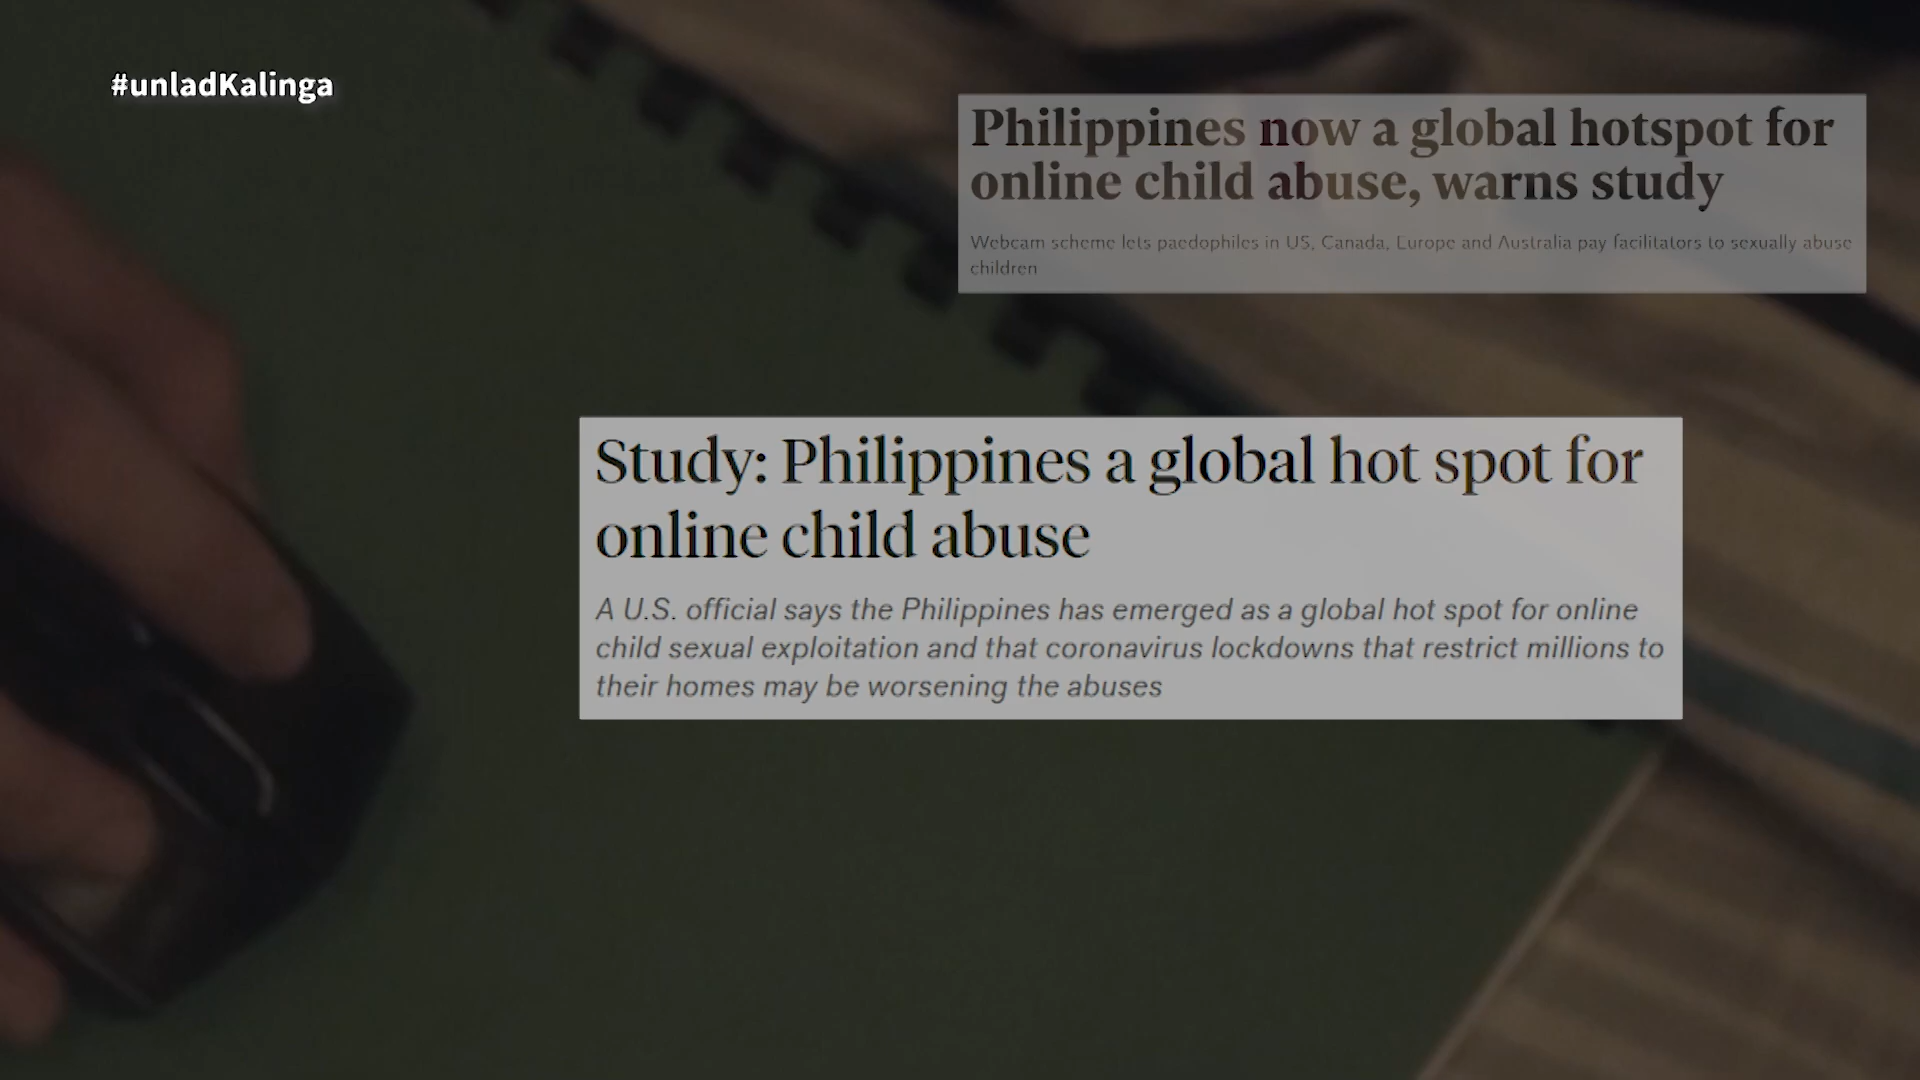 #unladKalinga
Philippines now a global hotspot for
online child abuse, warns study
Webcam scheme lets paedophiles in US, Canada, Europe and Australia pay facilitators to sexually abuse
children
Study: Philippines a global hot spot for
online child abuse
A U.S. official says the Philippines has emerged as a global hot spot for online
child sexual exploitation and that coronavirus lockdowns that restrict millions to
their homes may be worsening the abuses